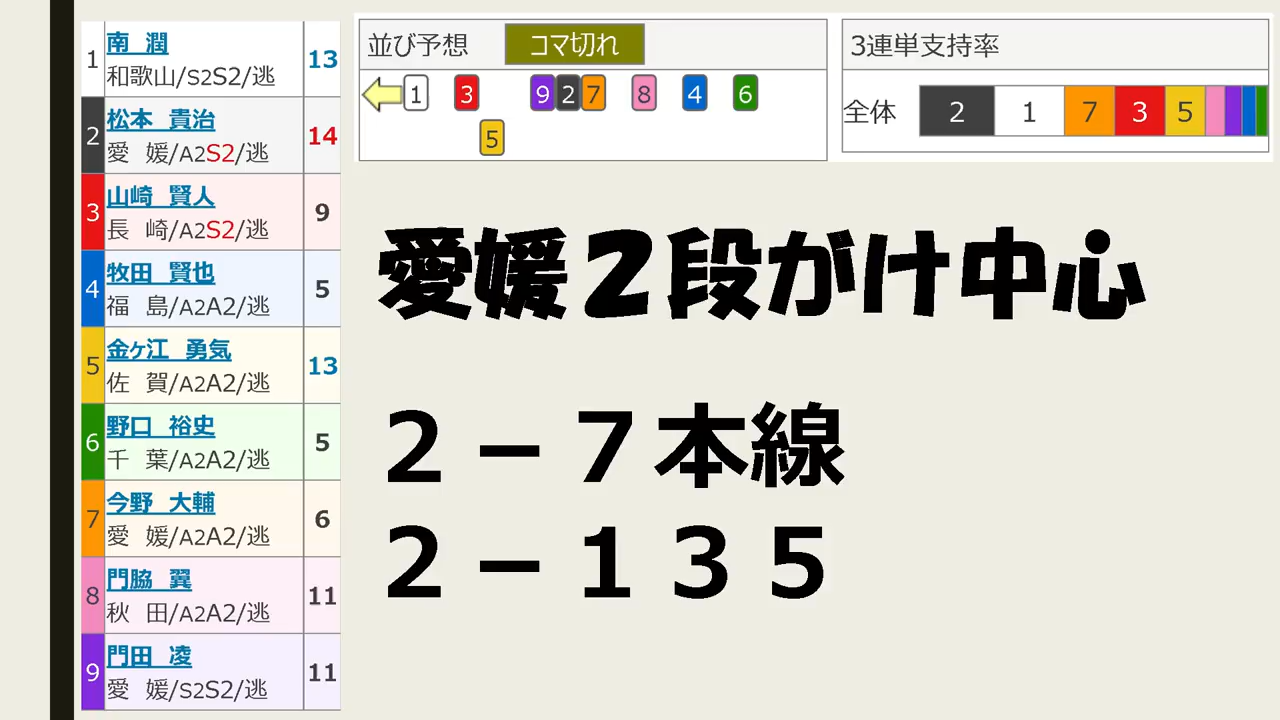 1 南 潤 13
和歌山/S2S2/逃
2 松本 貴治 14
愛 媛/A2S2/逃
3 山崎 賢人 9
長 崎/A2S2/逃
4 牧田 賢也 5
福 島/A2A2/逃
5 金ヶ江 勇気 13
佐 賀/A2A2/逃
6 野口 裕史 5
千 葉/A2A2/逃
7 今野 大輔 6
愛 媛/A2A2/逃
8 門脇 翼 11
秋 田/A2A2/逃
9 門田 凌 11
愛 媛/S2S2/逃
並び予想 コマ切れ
1 3 9 2 7 8 4 6
5
3連単支持率
全体 2 1 7 3 5
愛媛２段がけ中心
２－７本線
２－１３５